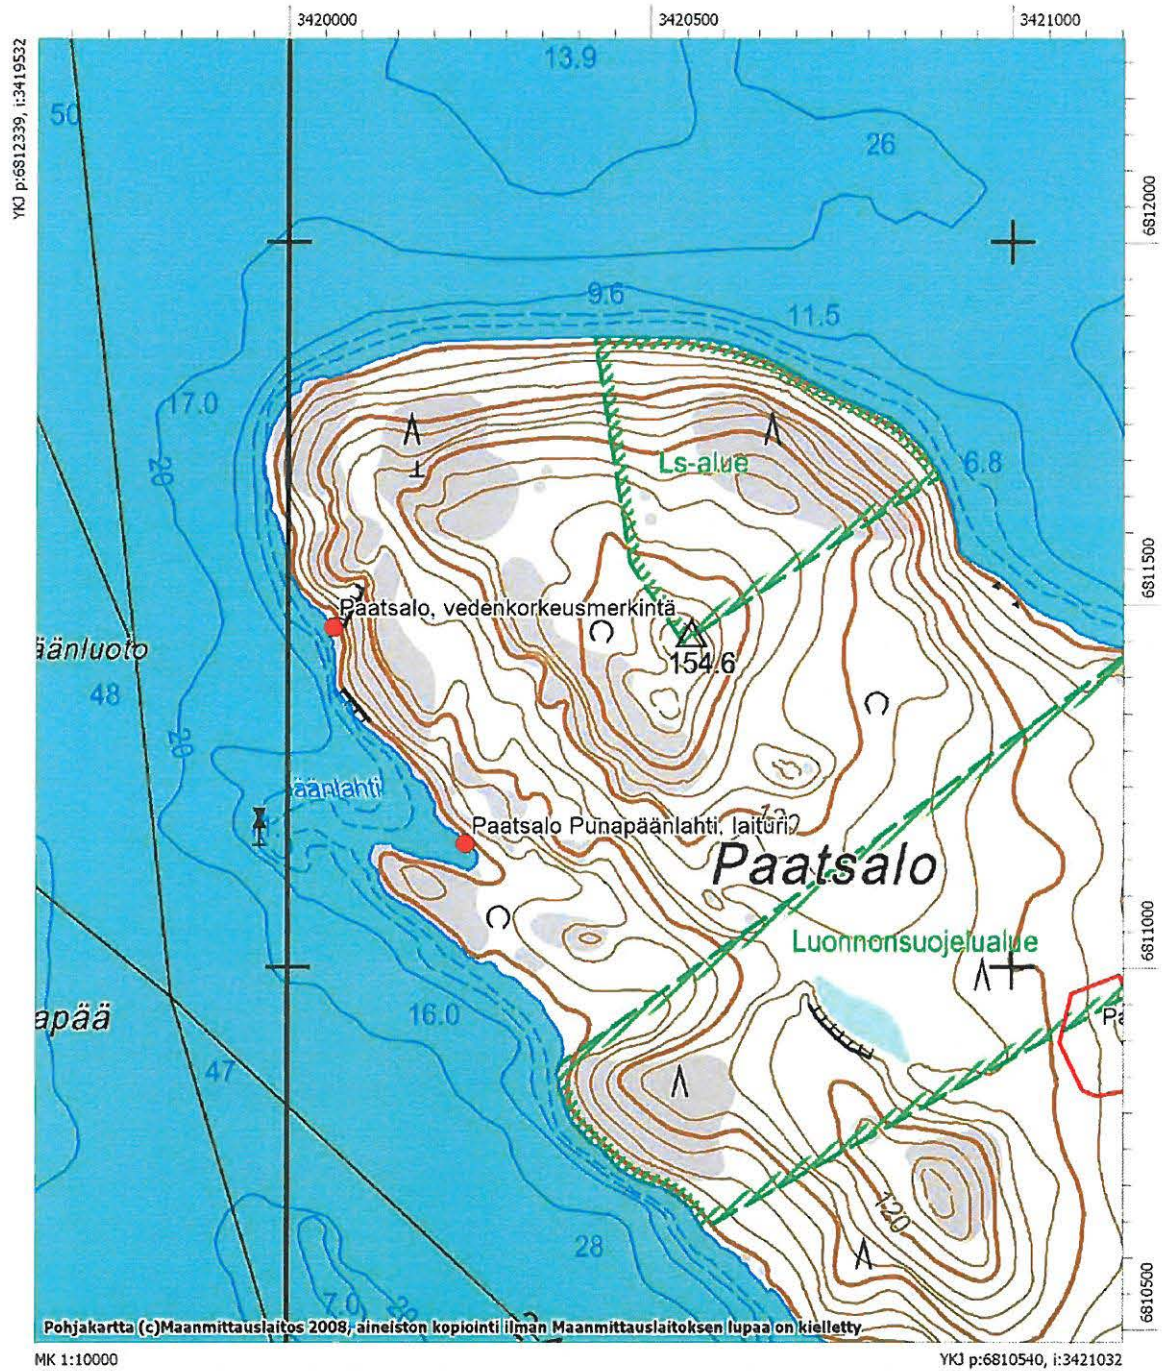 3420000
3420500
3421000
YKJ p:6812339, i:3419532
13.9
50
26
6812000
9.6
11.5
17.0
20
Ls-alue
6.8
6811500
Paatsalo, vedenkorkeusmerkintä
äänluoto
154.6
48
20
äänlahti
120
Paatsalo Punapäänlahti, laituri
Paatsalo
Luonnonsuojelualue
6811000
16.0
apää
Pa
47
120
28
7.0
20
6810500
Pohjakartta (c)Maanmittauslaitos 2008, aineiston kopiointi ilman Maanmittauslaitoksen lupaa on kielletty
MK 1:10000
YKJ p:6810540, i:3421032